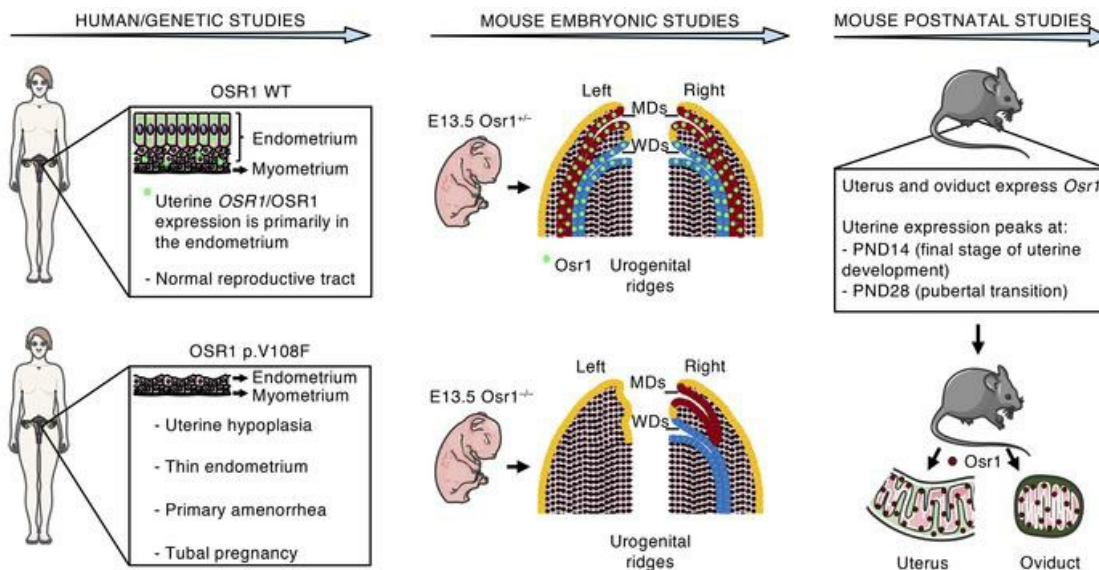 HUMAN/GENETIC STUDIES
OSR1 WT
Endometrium
Myometrium
Uterine OSR1/OSR1
expression is primarily in
the endometrium
- Normal reproductive tract
OSR1 p.V108F
Endometrium
Myometrium
- Uterine hypoplasia
- Thin endometrium
- Primary amenorrhea
- Tubal pregnancy
MOUSE EMBRYONIC STUDIES
Left
Right
E13.5 Osr1+/-
MDs
WDs
Osr1
Urogenital
ridges
Left
Right
E13.5 Osr1-/-
MDs
WDs
Urogenital
ridges
MOUSE POSTNATAL STUDIES
Uterus and oviduct express Osr1
Uterine expression peaks at:
- PND14 (final stage of uterine
development)
- PND28 (pubertal transition)
Osr1
Uterus
Oviduct